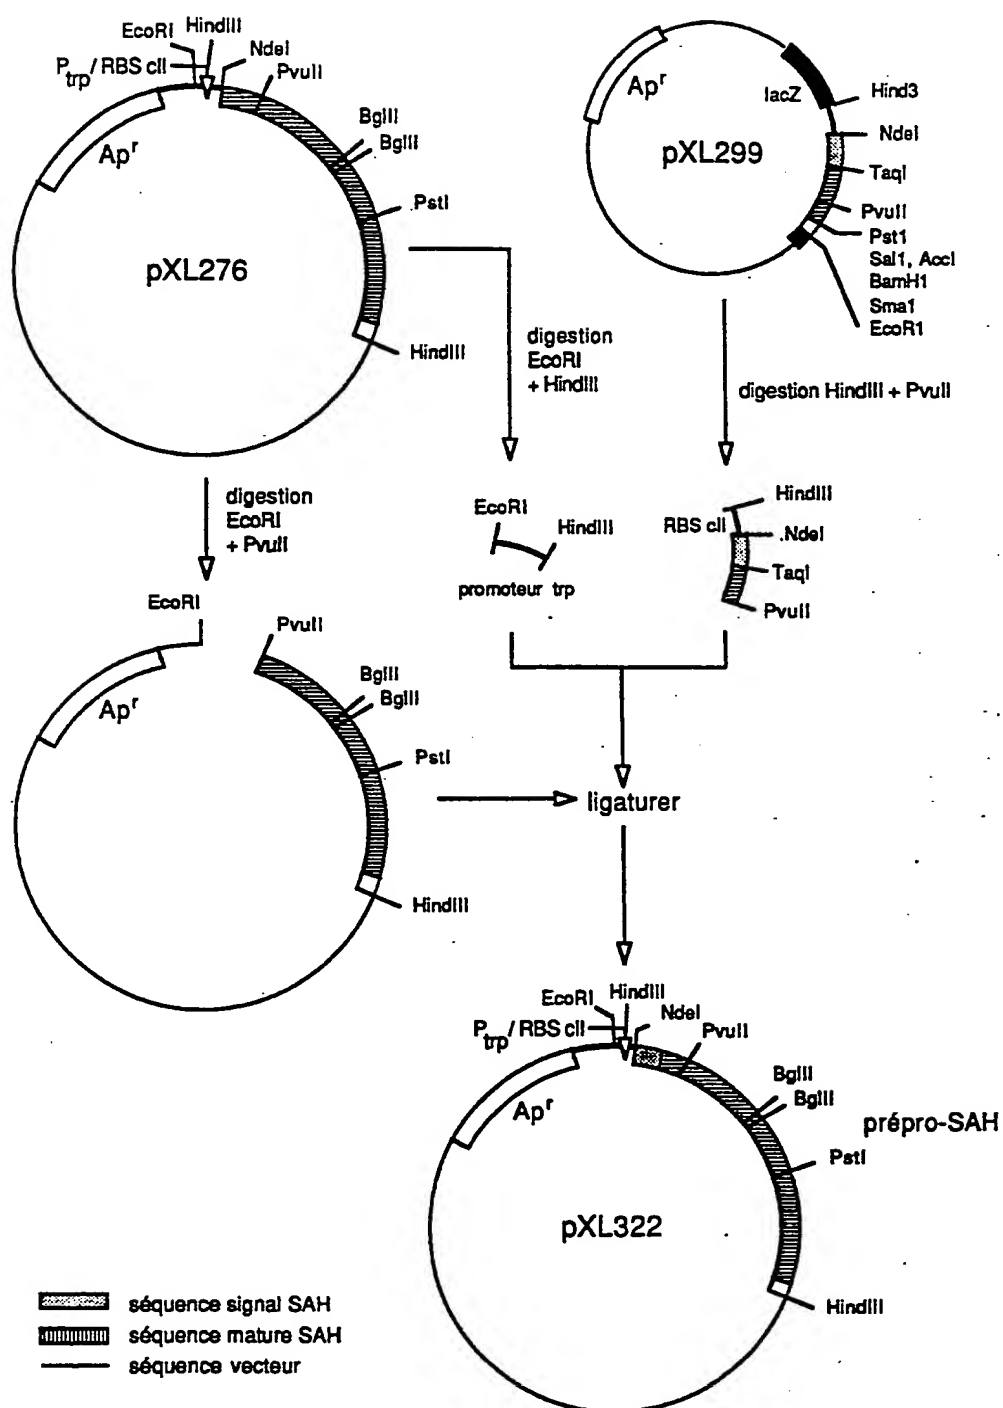 EcoRI
HindIII
P trp / RBS cII
NdeI
PvuII
BglII
BglII
Apr
PstI
pXL276
HindIII
Apr
lacZ
Hind3
NdeI
pXL299
TaqI
PvuII
Pst1
Sal1, AccI
BamH1
Sma1
EcoR1
digestion
EcoRI
+ HindIII
digestion HindIII + PvuII
digestion
EcoRI
+ PvuII
EcoRI
HindIII
promoteur trp
HindIII
RBS cII
NdeI
TaqI
PvuII
EcoRI
PvuII
BglII
BglII
Apr
PstI
HindIII
ligaturer
EcoRI
HindIII
P trp / RBS cII
NdeI
PvuII
BglII
BglII
Apr
prépro-SAH
PstI
pXL322
HindIII
séquence signal SAH
séquence mature SAH
séquence vecteur